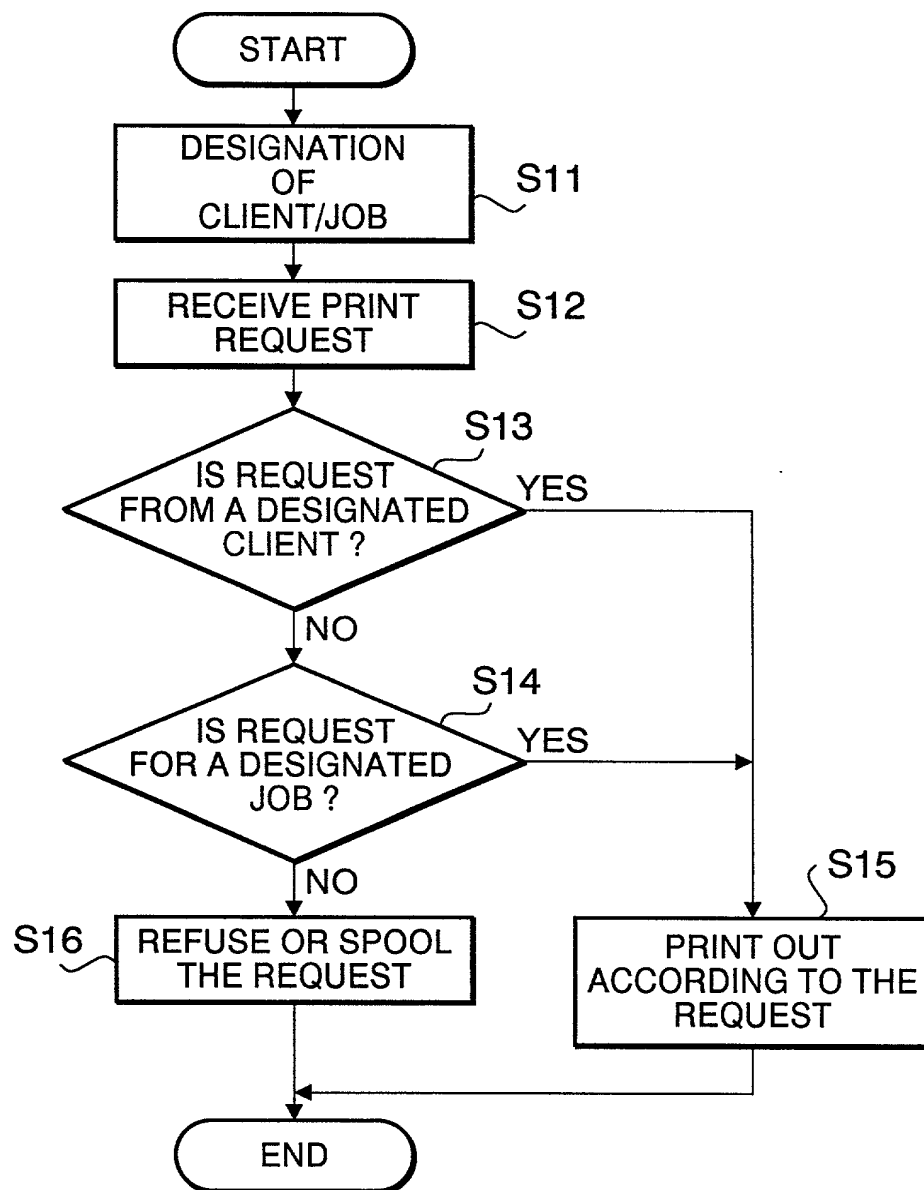 START
DESIGNATION
OF
CLIENT/JOB
S11
RECEIVE PRINT
REQUEST
S12
S13
IS REQUEST
FROM A DESIGNATED
CLIENT ?
YES
NO
S14
IS REQUEST
FOR A DESIGNATED
JOB ?
YES
NO
S15
S16
REFUSE OR SPOOL
THE REQUEST
PRINT OUT
ACCORDING TO THE
REQUEST
END